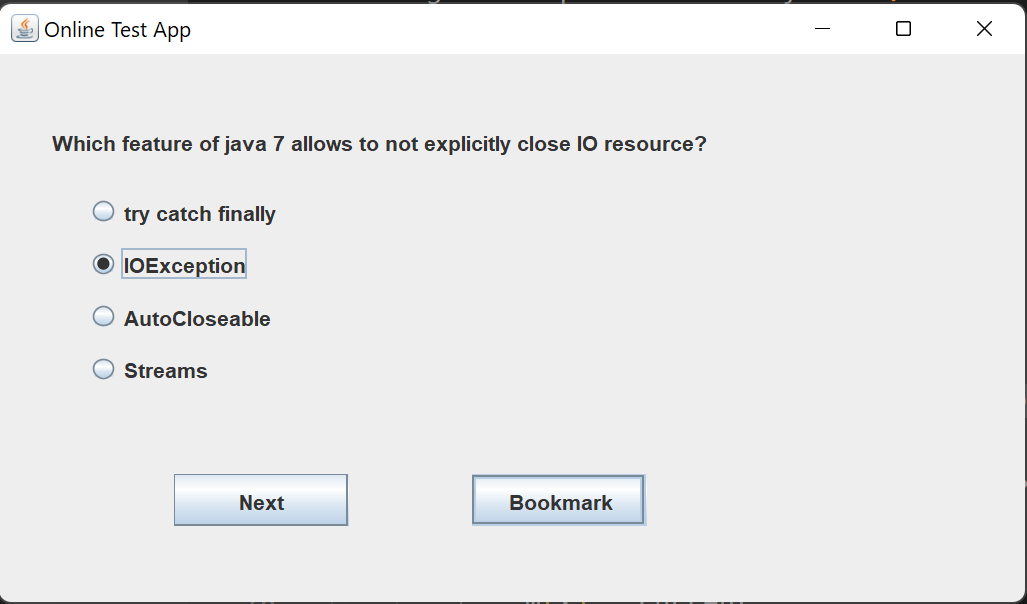 Online Test App
Which feature of java 7 allows to not explicitly close IO resource?
try catch finally
IOException
AutoCloseable
Streams
Next
Bookmark